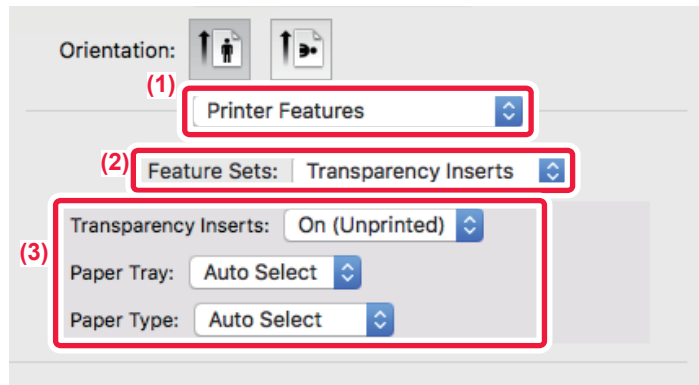 Orientation:
(1)
Printer Features
(2) Feature Sets: Transparency Inserts
Transparency Inserts: On (Unprinted)
(3)
Paper Tray: Auto Select
Paper Type: Auto Select